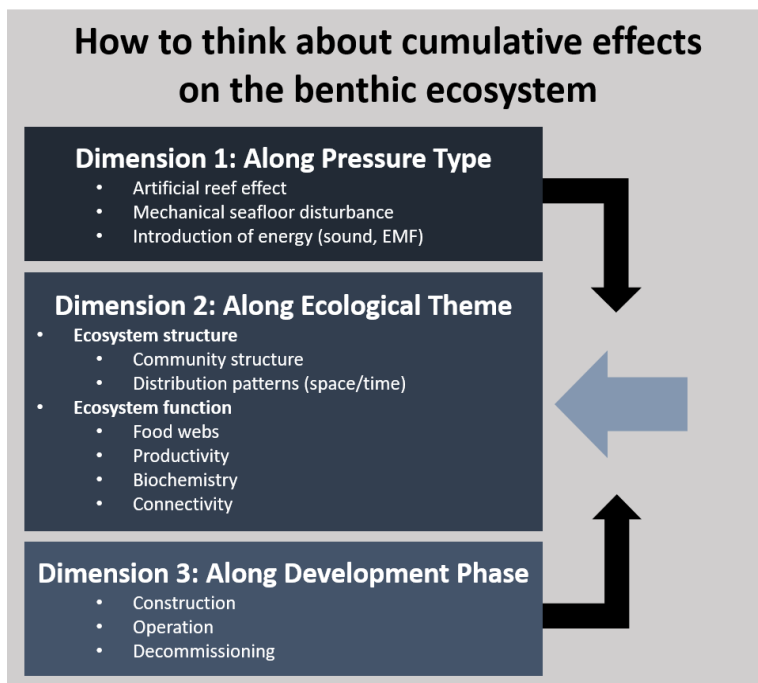 How to think about cumulative effects
on the benthic ecosystem
Dimension 1: Along Pressure Type
• Artificial reef effect
• Mechanical seafloor disturbance
• Introduction of energy (sound, EMF)
Dimension 2: Along Ecological Theme
• Ecosystem structure
• Community structure
• Distribution patterns (space/time)
• Ecosystem function
• Food webs
• Productivity
• Biochemistry
• Connectivity
Dimension 3: Along Development Phase
• Construction
• Operation
• Decommissioning